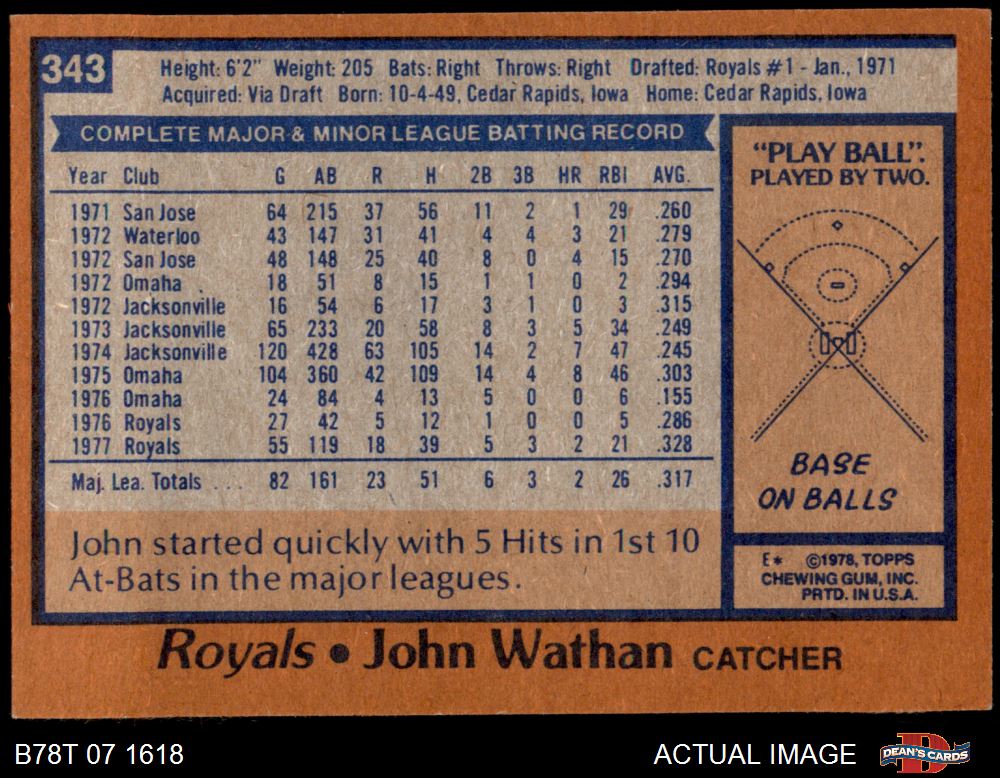 343
Height: 6'2" Weight: 205 Bats: Right Throws: Right Drafted: Royals #1 - Jan., 1971
Acquired: Via Draft Born: 10-4-49, Cedar Rapids, Iowa Home: Cedar Rapids, Iowa
COMPLETE MAJOR & MINOR LEAGUE BATTING RECORD
Year Club G AB R H 2B 3B HR RBI AVG.
1971 San Jose 64 215 37 56 11 2 1 29 .260
1972 Waterloo 43 147 31 41 4 4 3 21 .279
1972 San Jose 48 148 25 40 8 0 4 15 .270
1972 Omaha 18 51 8 15 1 1 0 2 .294
1972 Jacksonville 16 54 6 17 3 1 0 3 .315
1973 Jacksonville 65 233 20 58 8 3 5 34 .249
1974 Jacksonville 120 428 63 105 14 2 7 47 .245
1975 Omaha 104 360 42 109 14 4 8 46 .303
1976 Omaha 24 84 4 13 5 0 0 6 .155
1976 Royals 27 42 5 12 1 0 0 5 .286
1977 Royals 55 119 18 39 5 3 2 21 .328
Maj. Lea. Totals . . . 82 161 23 51 6 3 2 26 .317
John started quickly with 5 Hits in 1st 10
At-Bats in the major leagues.
"PLAY BALL".
PLAYED BY TWO.
BASE
ON BALLS
E* ©1978, TOPPS
CHEWING GUM, INC.
PRTD. IN U.S.A.
Royals • John Wathan CATCHER
B78T 07 1618
ACTUAL IMAGE
D
DEAN'S CARDS